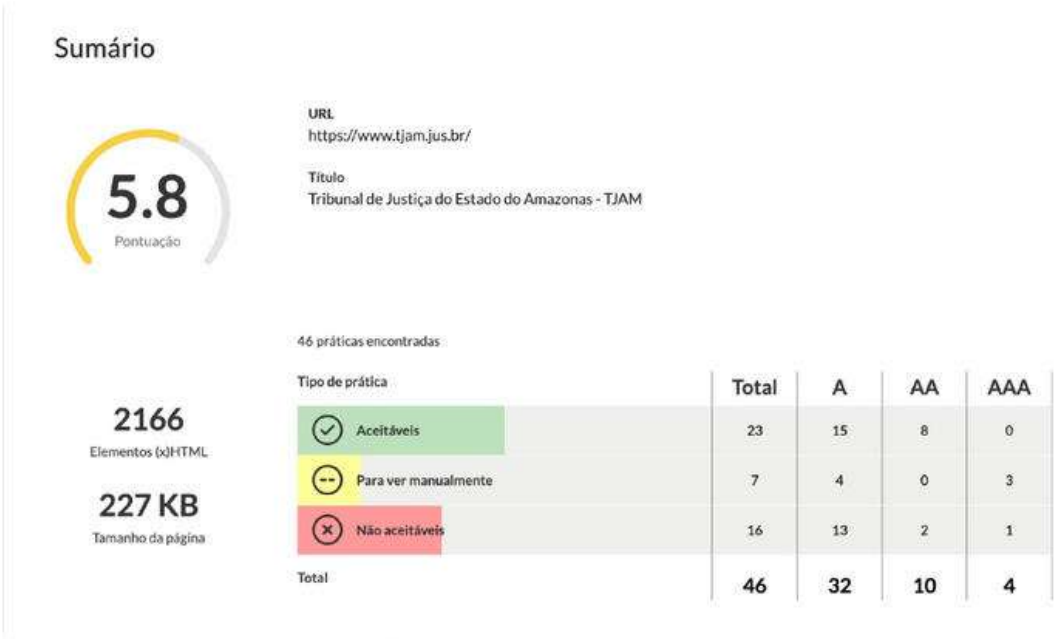 Sumário
5.8
Pontuação
URL
https://www.tjam.jus.br/
Título
Tribunal de Justiça do Estado do Amazonas - TJAM
2166
Elementos (x)HTML
227 KB
Tamanho da página
46 práticas encontradas
Tipo de prática Total A AA AAA
Aceitáveis 23 15 8 0
Para ver manualmente 7 4 0 3
Não aceitáveis 16 13 2 1
Total 46 32 10 4